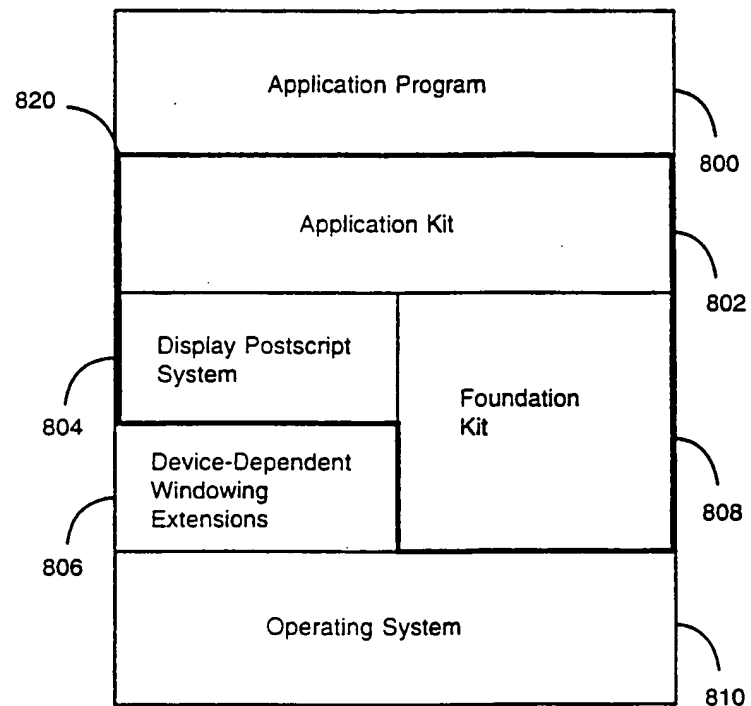 Application Program
820
800
Application Kit
802
Display Postscript
System
804
Foundation
Kit
808
Device-Dependent
Windowing
Extensions
806
Operating System
810